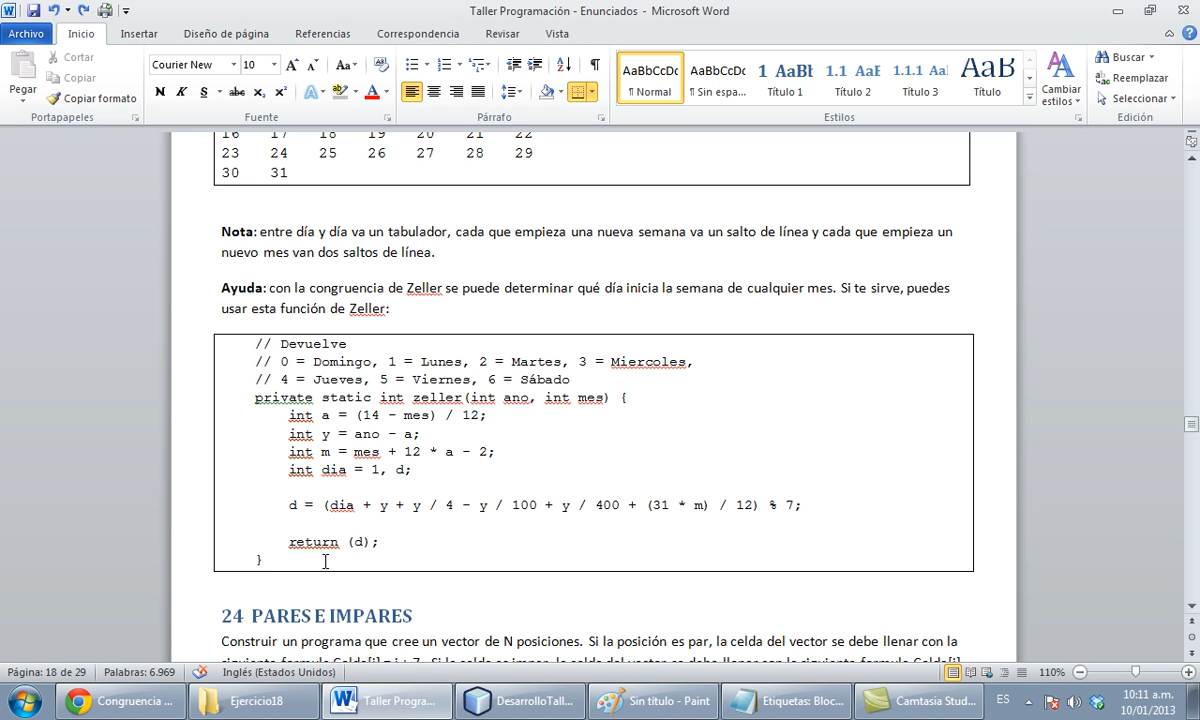 Taller Programación - Enunciados - Microsoft Word
Archivo Inicio Insertar Diseño de página Referencias Correspondencia Revisar Vista
Pegar
Cortar
Copiar
Copiar formato
Portapapeles
Courier New 10
Fuente
Párrafo
AaBbCcDc AaBbCcDc 1 AaBb 1.1 AaB 1.1.1 Aa AaB
¶ Normal ¶ Sin espa... Título 1 Título 2 Título 3 Título
Cambiar estilos
Estilos
Buscar
Reemplazar
Seleccionar
Edición
16 17 18 19 20 21 22
23 24 25 26 27 28 29
30 31
Nota: entre día y día va un tabulador, cada que empieza una nueva semana va un salto de línea y cada que empieza un
nuevo mes van dos saltos de línea.
Ayuda: con la congruencia de Zeller se puede determinar qué día inicia la semana de cualquier mes. Si te sirve, puedes
usar esta función de Zeller:
// Devuelve
// 0 = Domingo, 1 = Lunes, 2 = Martes, 3 = Miercoles,
// 4 = Jueves, 5 = Viernes, 6 = Sábado
private static int zeller(int ano, int mes) {
int a = (14 - mes) / 12;
int y = ano - a;
int m = mes + 12 * a - 2;
int dia = 1, d;
d = (dia + y + y / 4 - y / 100 + y / 400 + (31 * m) / 12) % 7;
return (d);
}
24 PARES E IMPARES
Construir un programa que cree un vector de N posiciones. Si la posición es par, la celda del vector se debe llenar con la
Página: 18 de 29 Palabras: 6.969 Inglés (Estados Unidos) 110%
Congruencia ... Ejercicio18 Taller Progra... DesarrolloTall... Sin título - Paint Etiquetas: Bloc... Camtasia Stud... ES
10:11 a.m.
10/01/2013